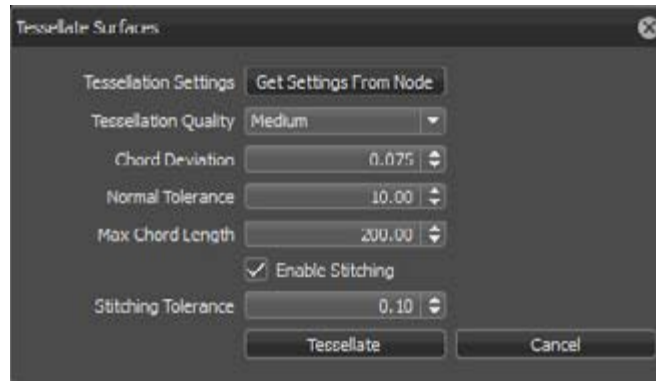 Tessellate Surfaces
Tessellation Settings Get Settings From Node
Tessellation Quality Medium
Chord Deviation 0.075
Normal Tolerance 10.00
Max Chord Length 200.00
Enable Stitching
Stitching Tolerance 0.10
Tessellate Cancel